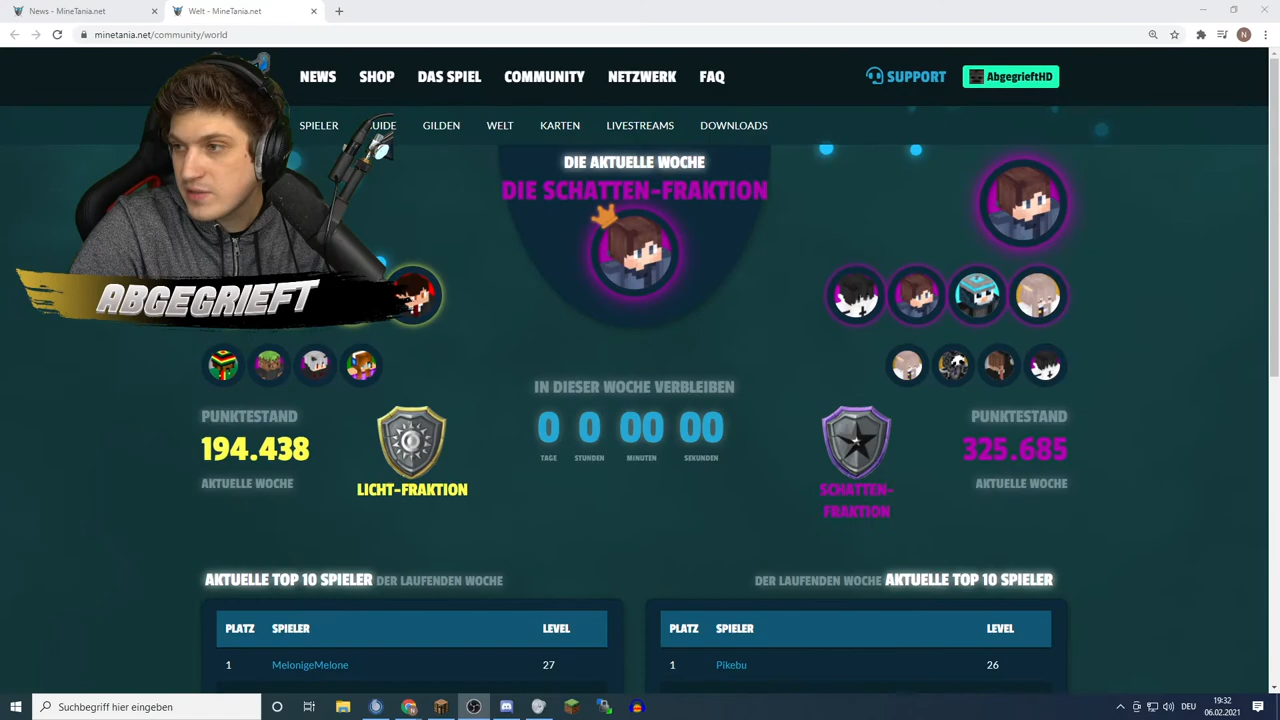 News - MineTania.net
Welt - MineTania.net
minetania.net/community/world
N
NEWS SHOP DAS SPIEL COMMUNITY NETZWERK FAQ
SUPPORT
AbgegrieftHD
SPIELER UIDE GILDEN WELT KARTEN LIVESTREAMS DOWNLOADS
DIE AKTUELLE WOCHE
DIE SCHATTEN-FRAKTION
ABGEGRIEFT
IN DIESER WOCHE VERBLEIBEN
0 0 00 00
TAGE STUNDEN MINUTEN SEKUNDEN
PUNKTESTAND
194.438
AKTUELLE WOCHE
LICHT-FRAKTION
SCHATTEN-
FRAKTION
PUNKTESTAND
325.685
AKTUELLE WOCHE
AKTUELLE TOP 10 SPIELER DER LAUFENDEN WOCHE
PLATZ SPIELER LEVEL
1 MelonigeMelone 27
DER LAUFENDEN WOCHE AKTUELLE TOP 10 SPIELER
PLATZ SPIELER LEVEL
1 Pikebu 26
Suchbegriff hier eingeben
DEU
19:32
06.02.2021